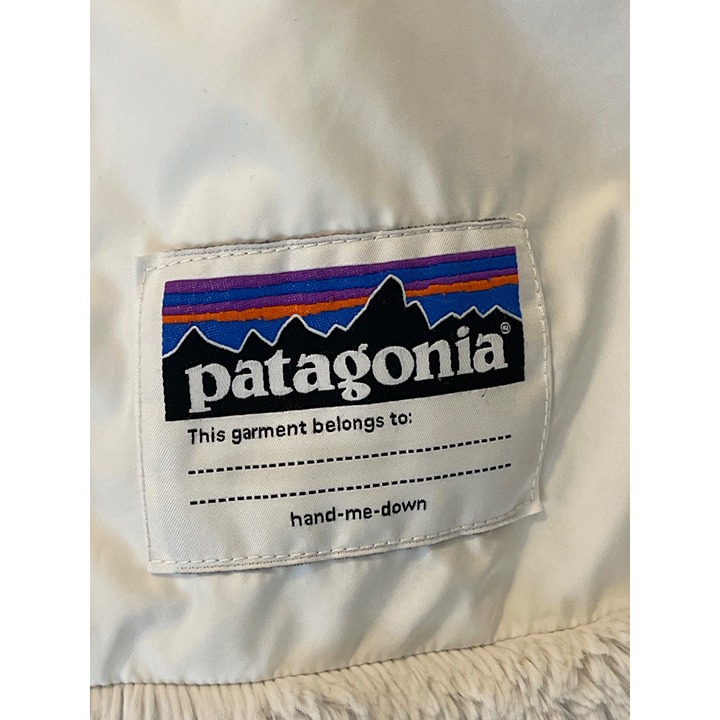 patagonia®
This garment belongs to:
hand-me-down